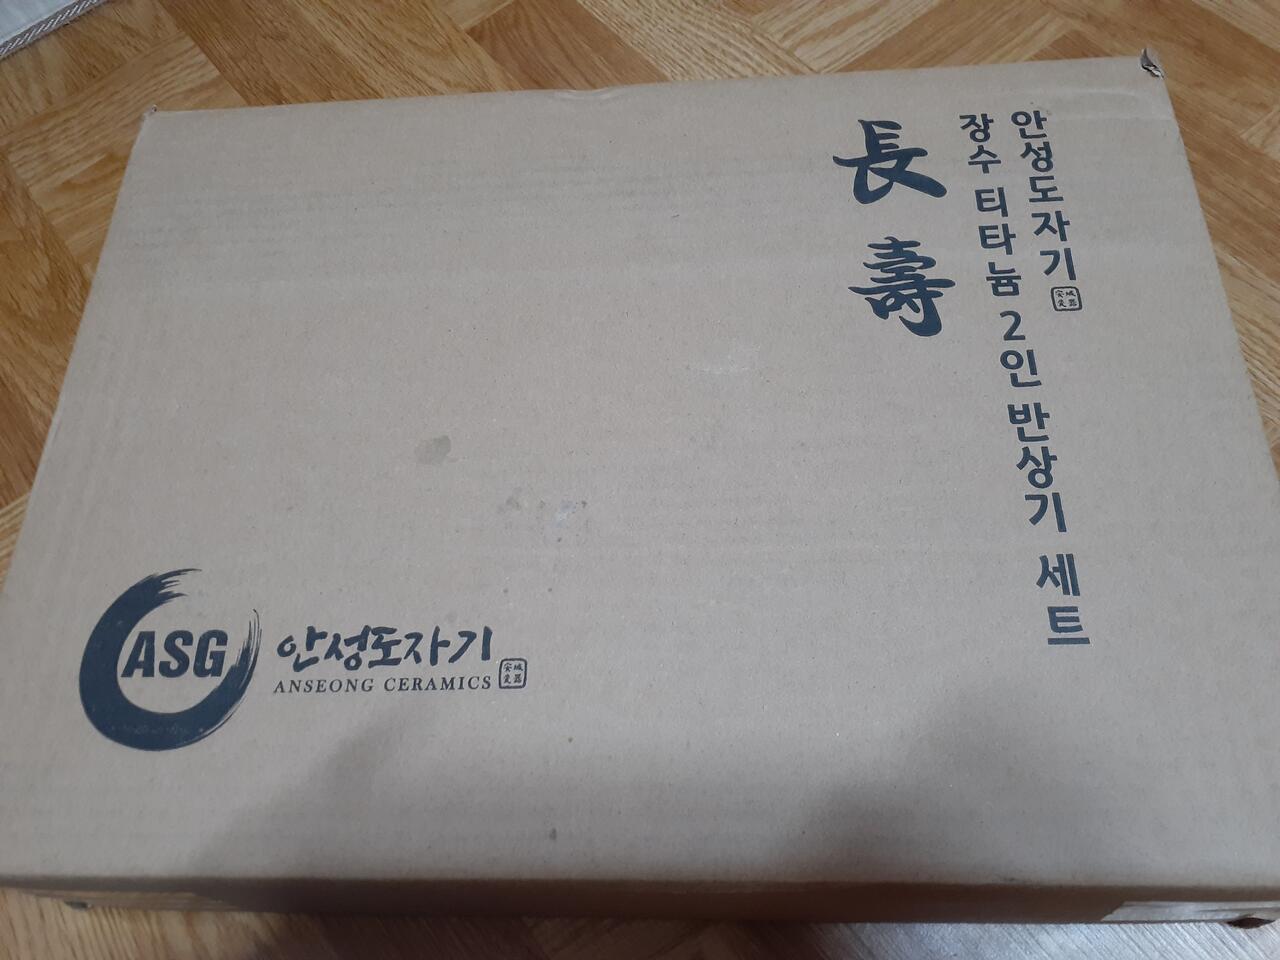 안성도자기
장수 티타늄 2인 반상기 세트
長壽
ASG
안성도자기
ANSEONG CERAMICS